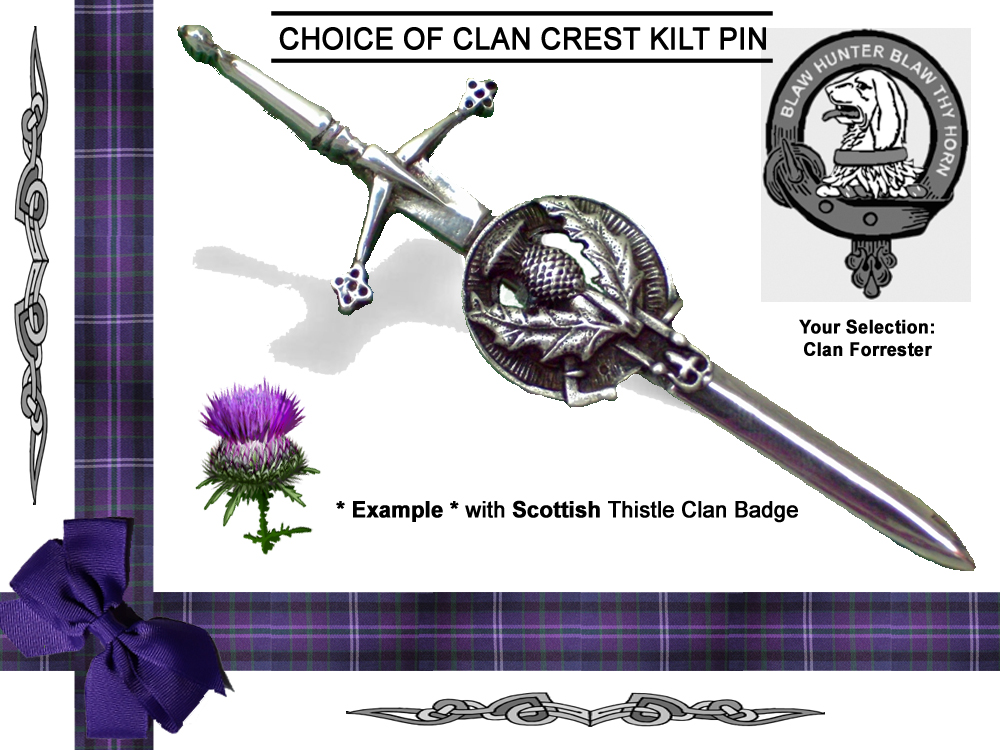 CHOICE OF CLAN CREST KILT PIN
BLAW HUNTER BLAW THY HORN
Your Selection:
Clan Forrester
* Example * with Scottish Thistle Clan Badge